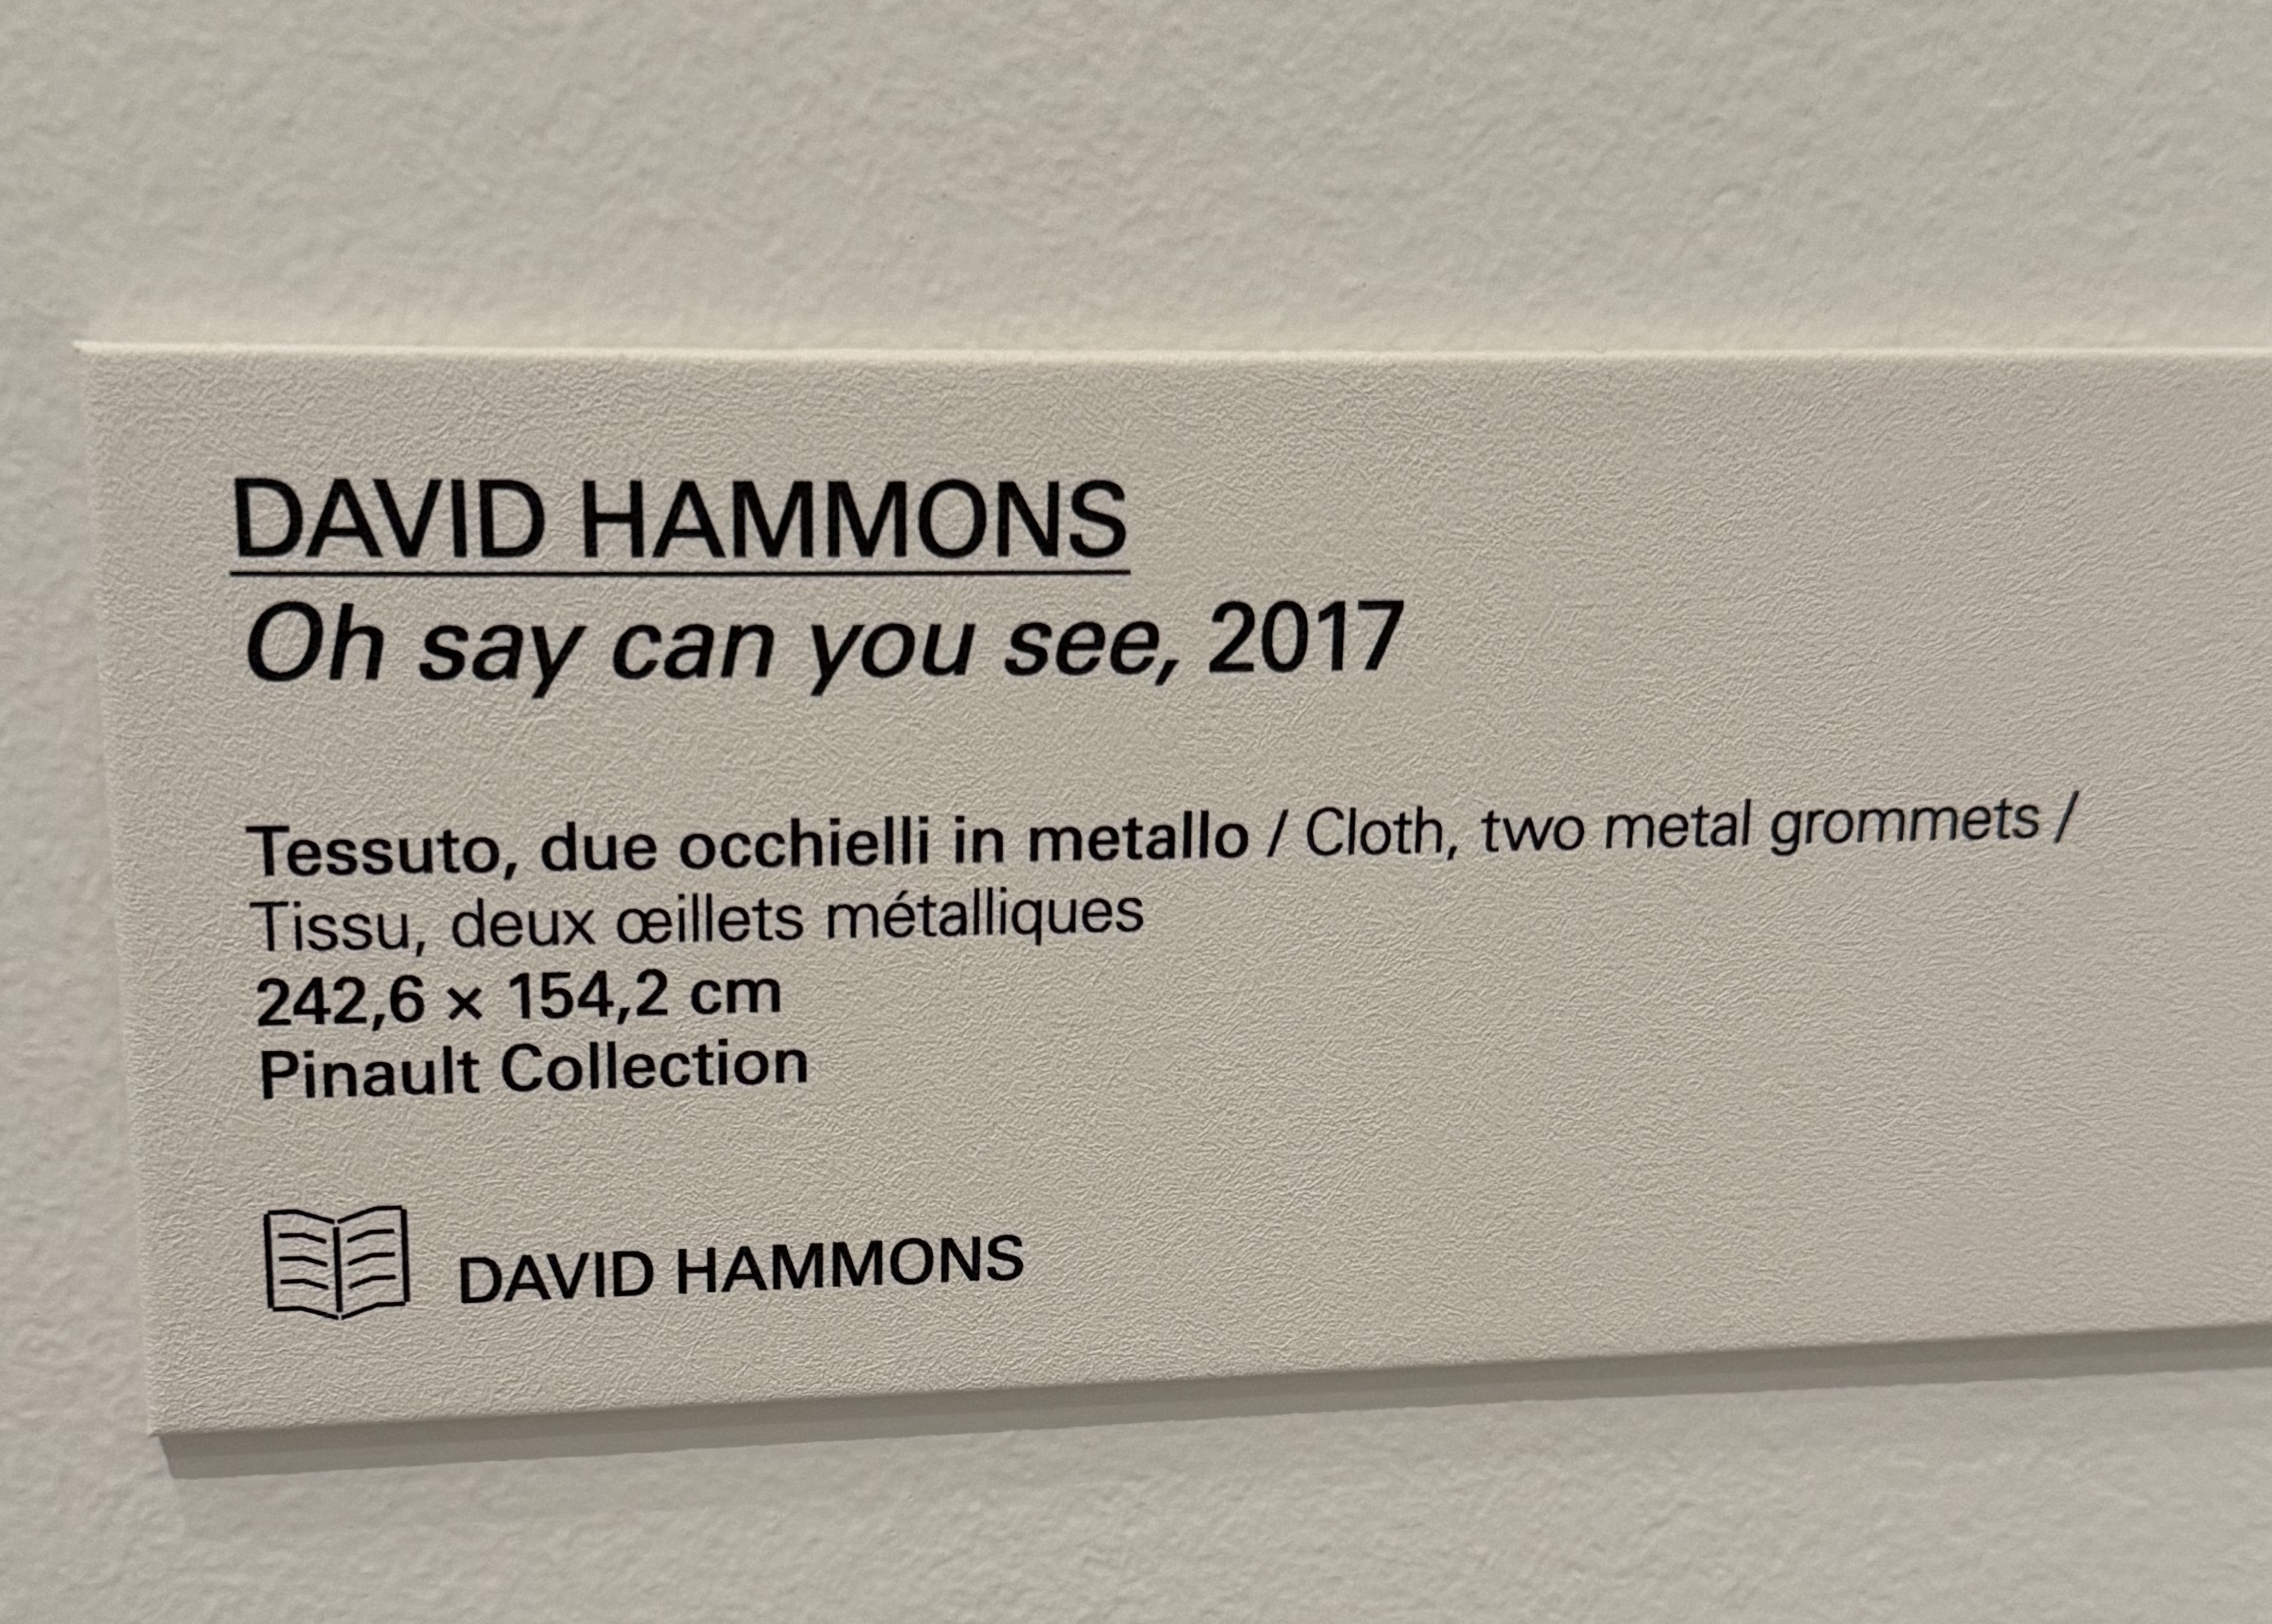 DAVID HAMMONS
Oh say can you see, 2017
Tessuto, due occhielli in metallo / Cloth, two metal grommets /
Tissu, deux œillets métalliques
242,6 × 154,2 cm
Pinault Collection
DAVID HAMMONS